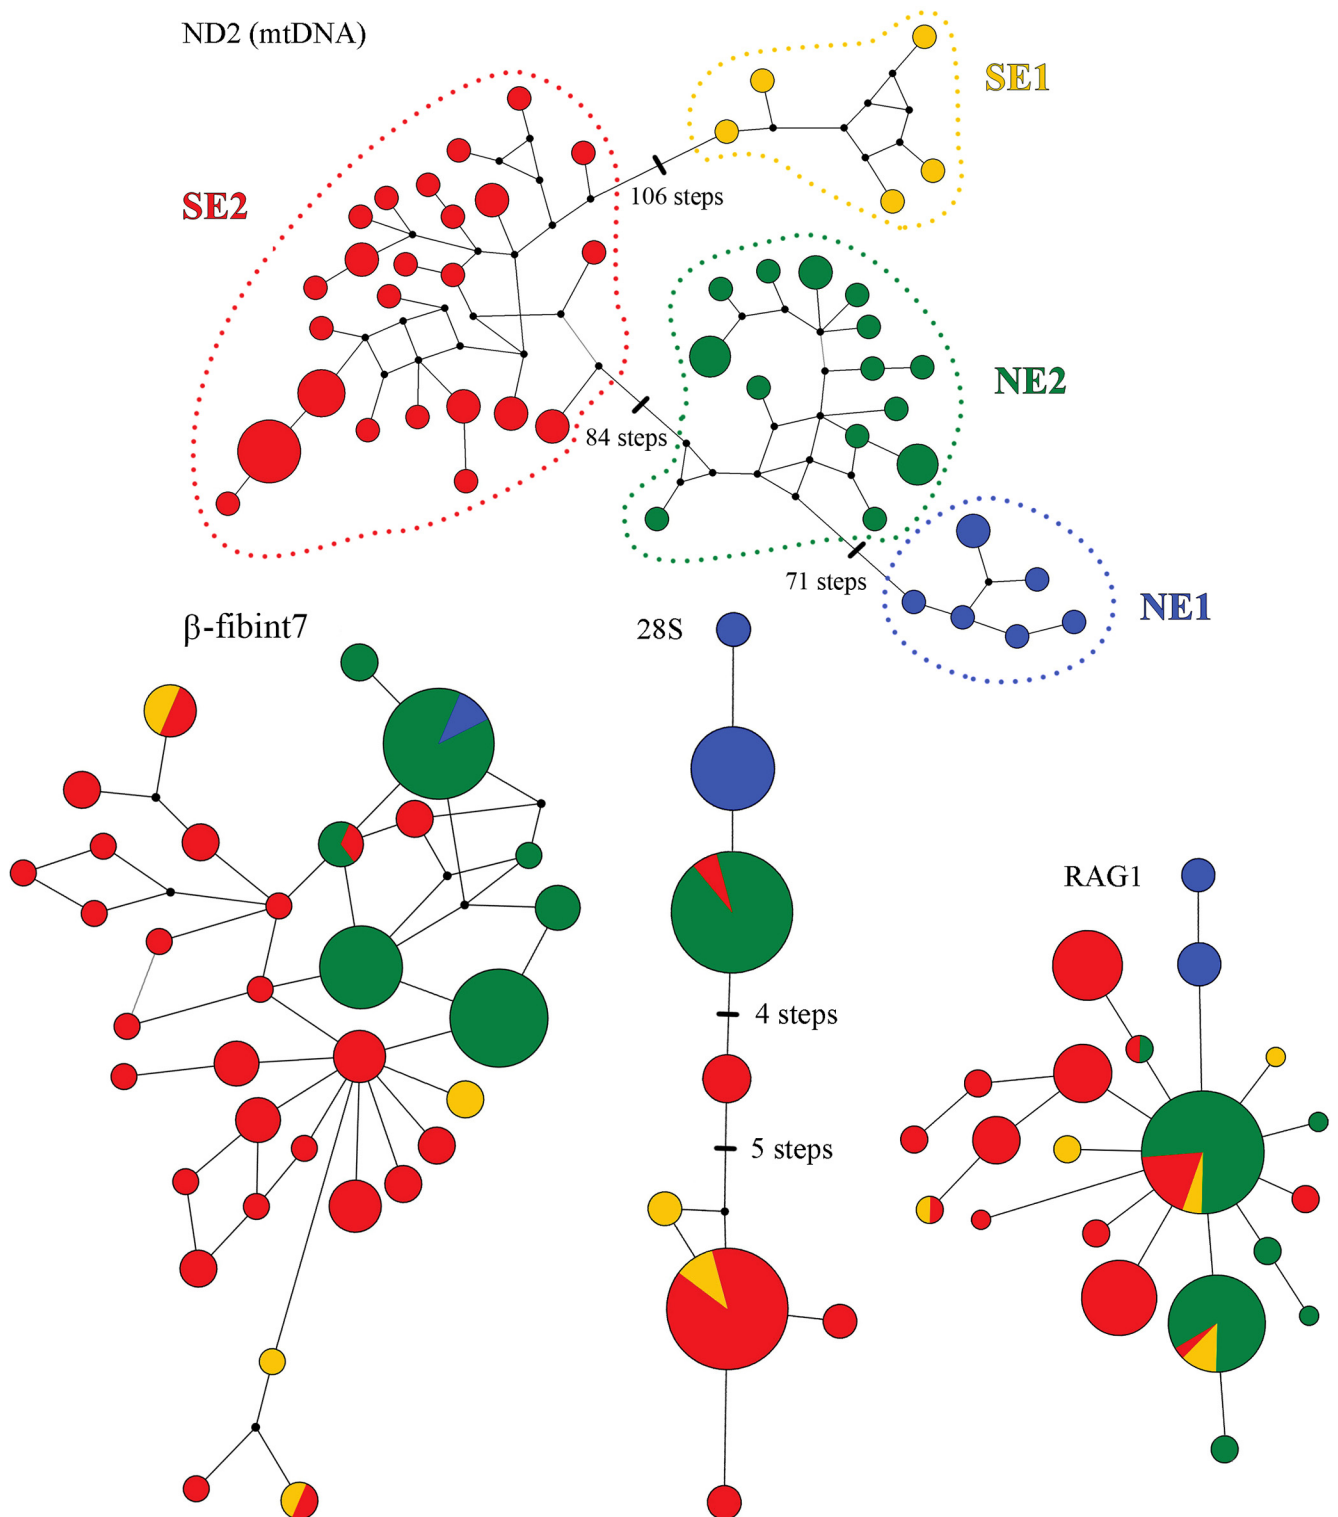 ND2 (mtDNA)
SE1
SE2
106 steps
NE2
84 steps
71 steps
NE1
β-fibint7
28S
RAG1
4 steps
5 steps